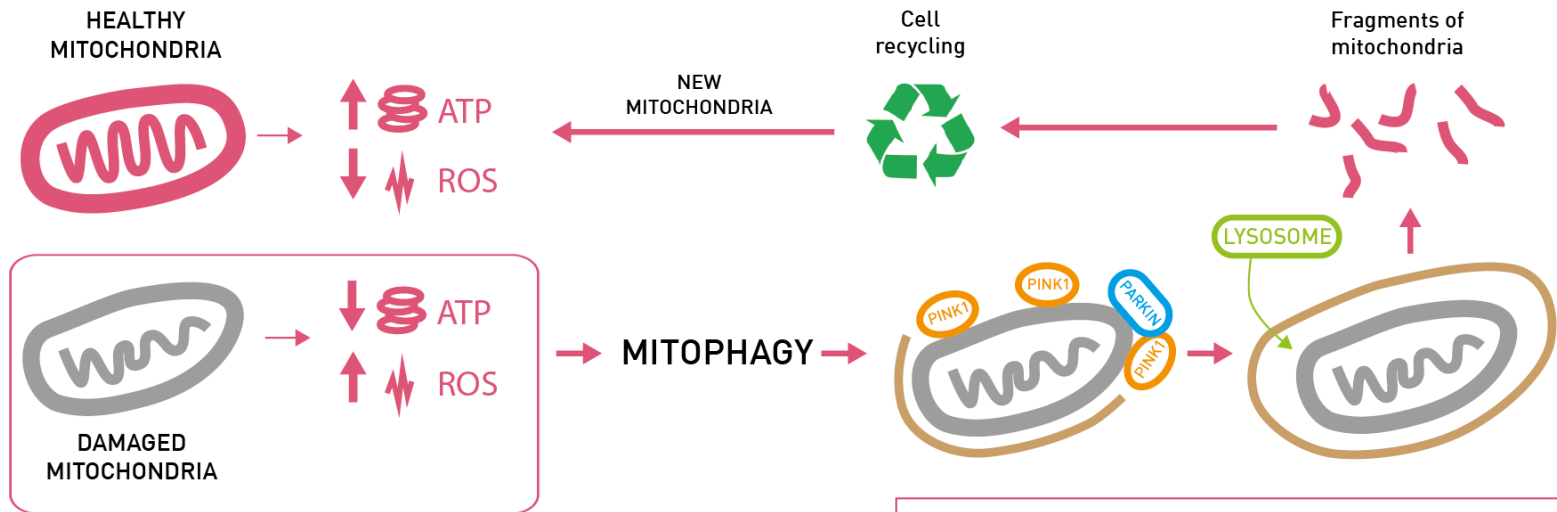 HEALTHY
MITOCHONDRIA
ATP
ROS
NEW
MITOCHONDRIA
Cell
recycling
Fragments of
mitochondria
LYSOSOME
DAMAGED
MITOCHONDRIA
ATP
ROS
MITOPHAGY
PINK1
PINK1
PARKIN
PINK1